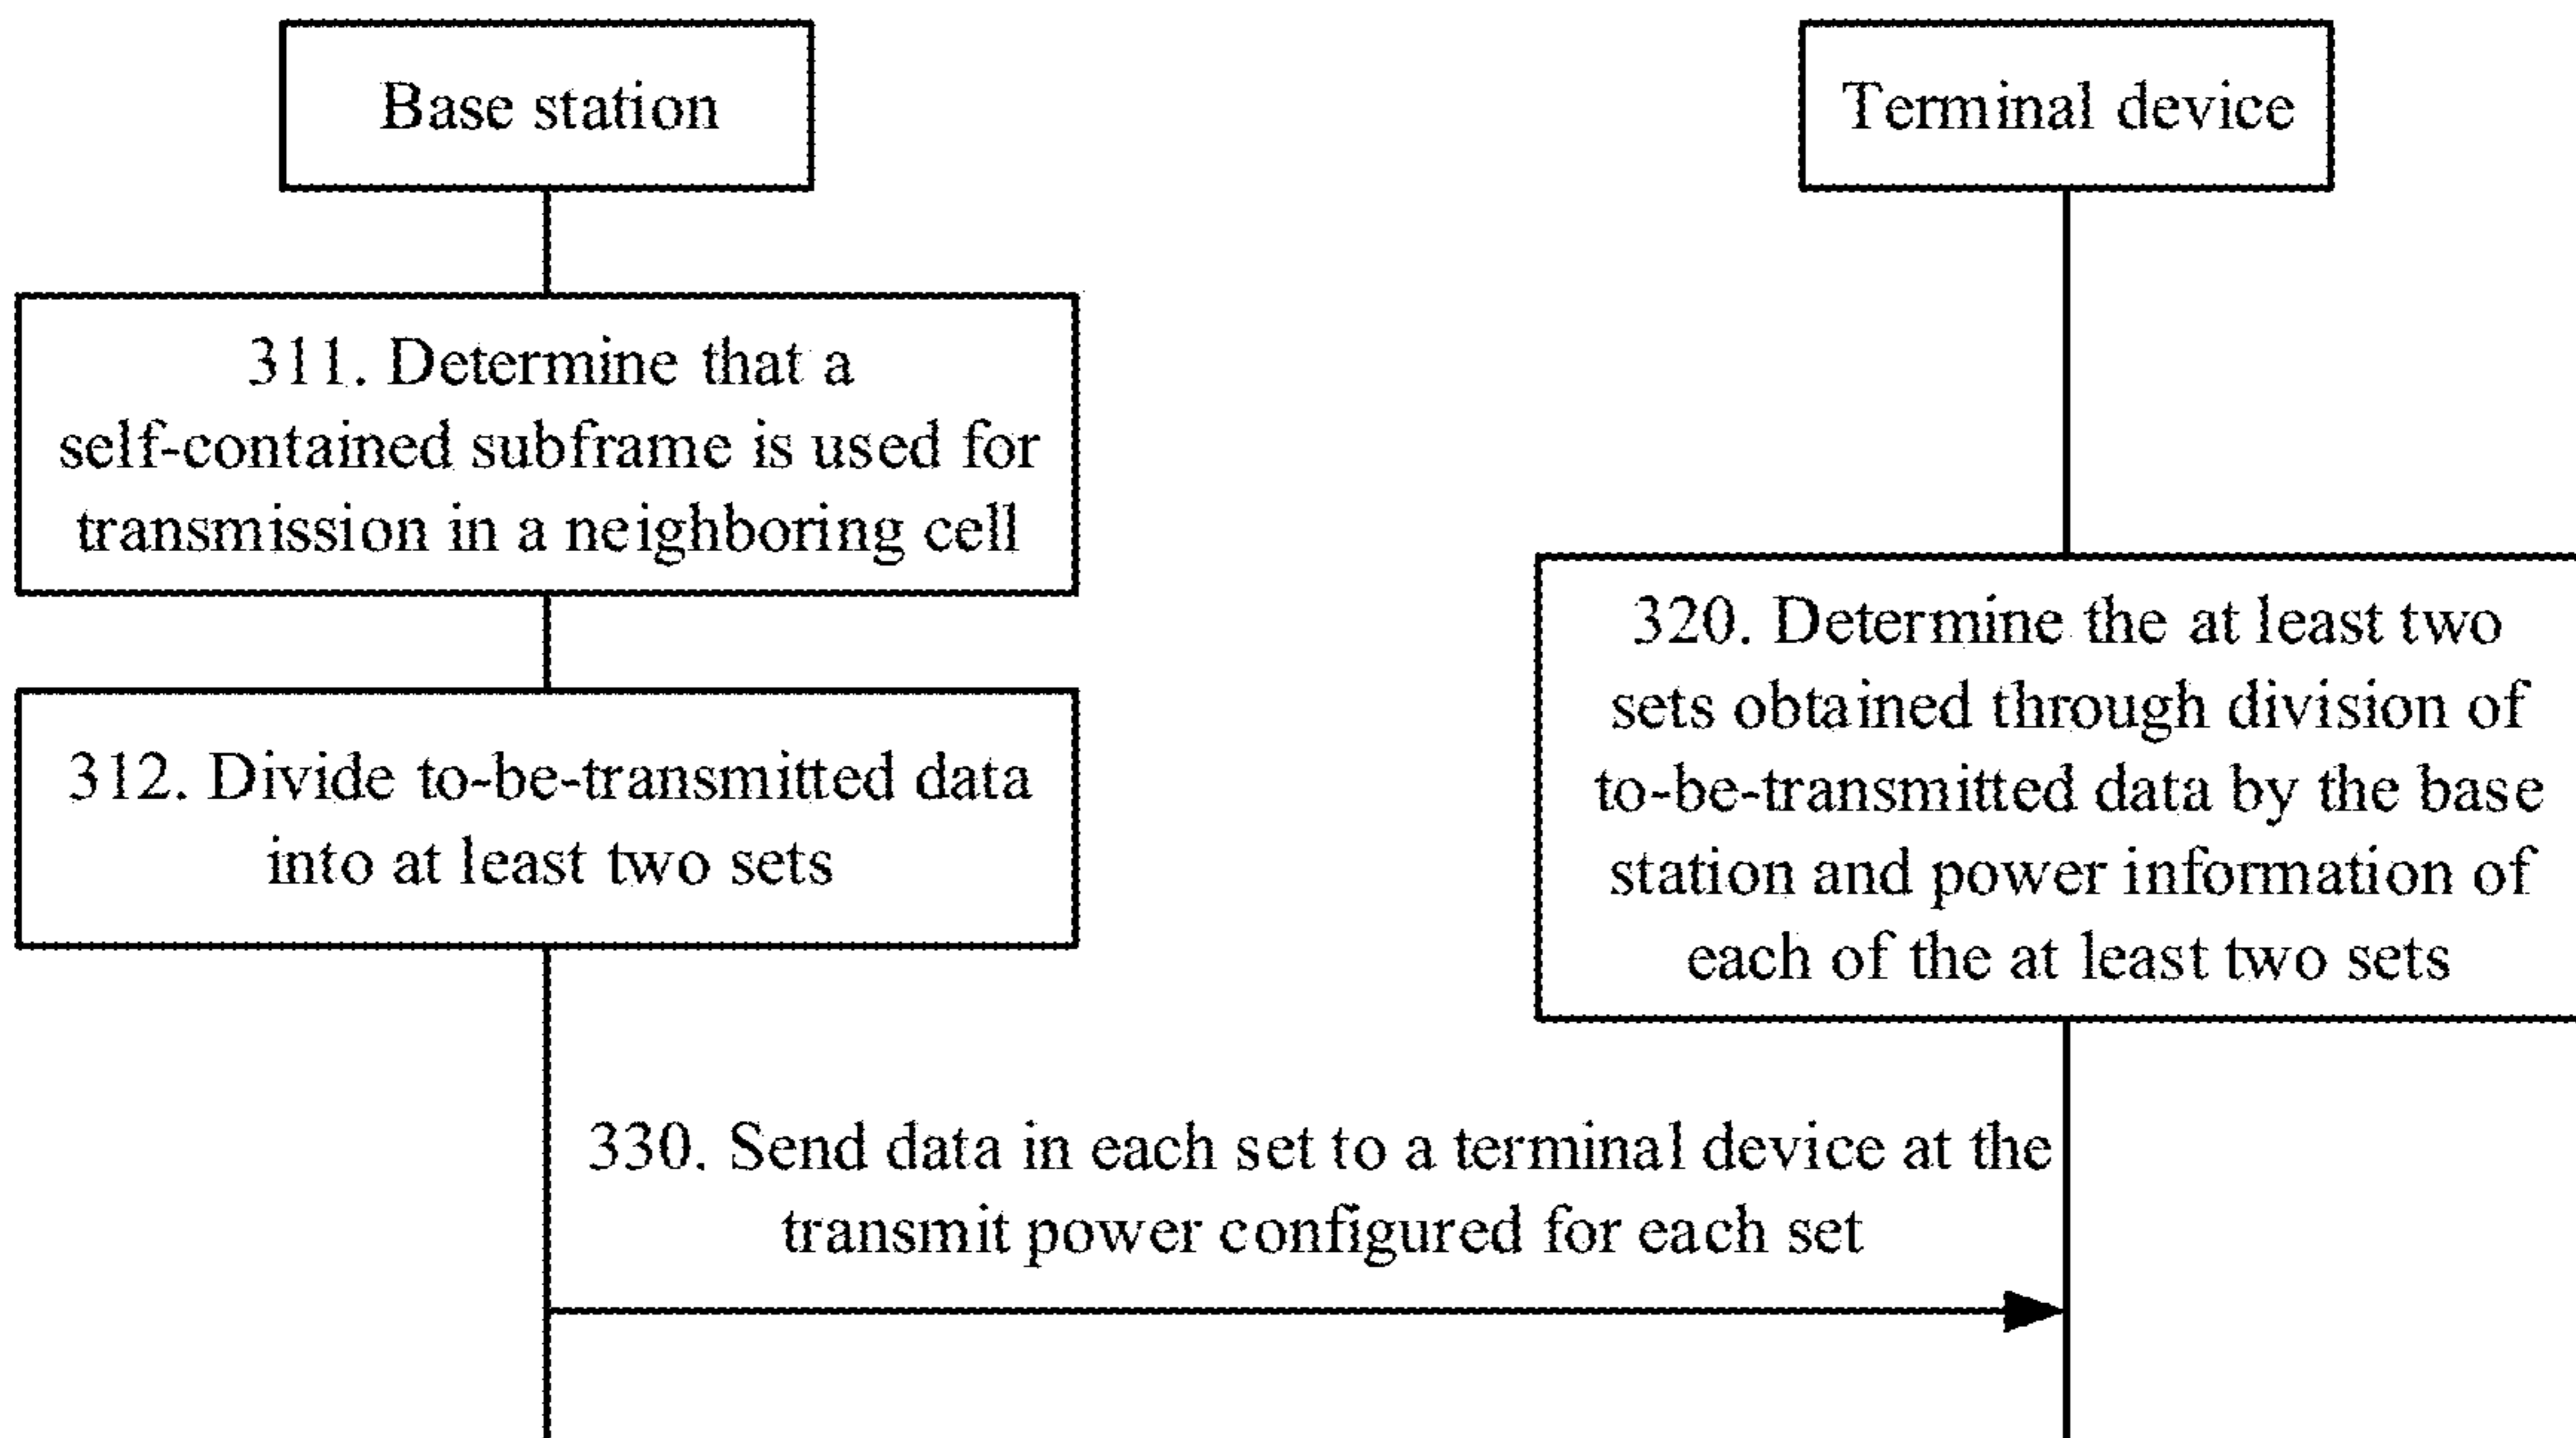 Base station
Terminal device
311. Determine that a
self-contained subframe is used for
transmission in a neighboring cell
312. Divide to-be-transmitted data
into at least two sets
320. Determine the at least two
sets obtained through division of
to-be-transmitted data by the base
station and power information of
each of the at least two sets
330. Send data in each set to a terminal device at the
transmit power configured for each set